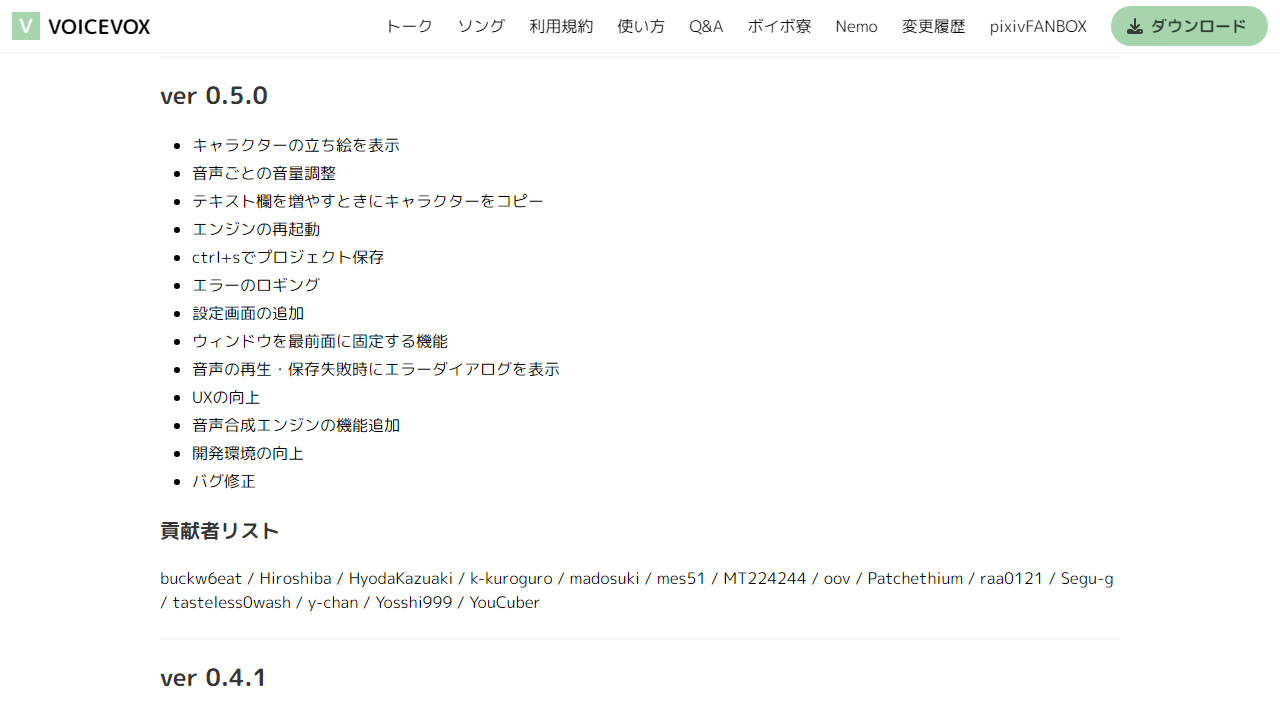 V VOICEVOX トーク ソング 利用規約 使い方 Q&A ボイボ寮 Nemo 変更履歴 pixivFANBOX ダウンロード
ver 0.5.0
キャラクターの立ち絵を表示
音声ごとの音量調整
テキスト欄を増やすときにキャラクターをコピー
エンジンの再起動
ctrl+sでプロジェクト保存
エラーのロギング
設定画面の追加
ウィンドウを最前面に固定する機能
音声の再生・保存失敗時にエラーダイアログを表示
UXの向上
音声合成エンジンの機能追加
開発環境の向上
バグ修正
貢献者リスト
buckw6eat / Hiroshiba / HyodaKazuaki / k-kuroguro / madosuki / mes51 / MT224244 / oov / Patchethium / raa0121 / Segu-g
/ tasteless0wash / y-chan / Yosshi999 / YouCuber
ver 0.4.1